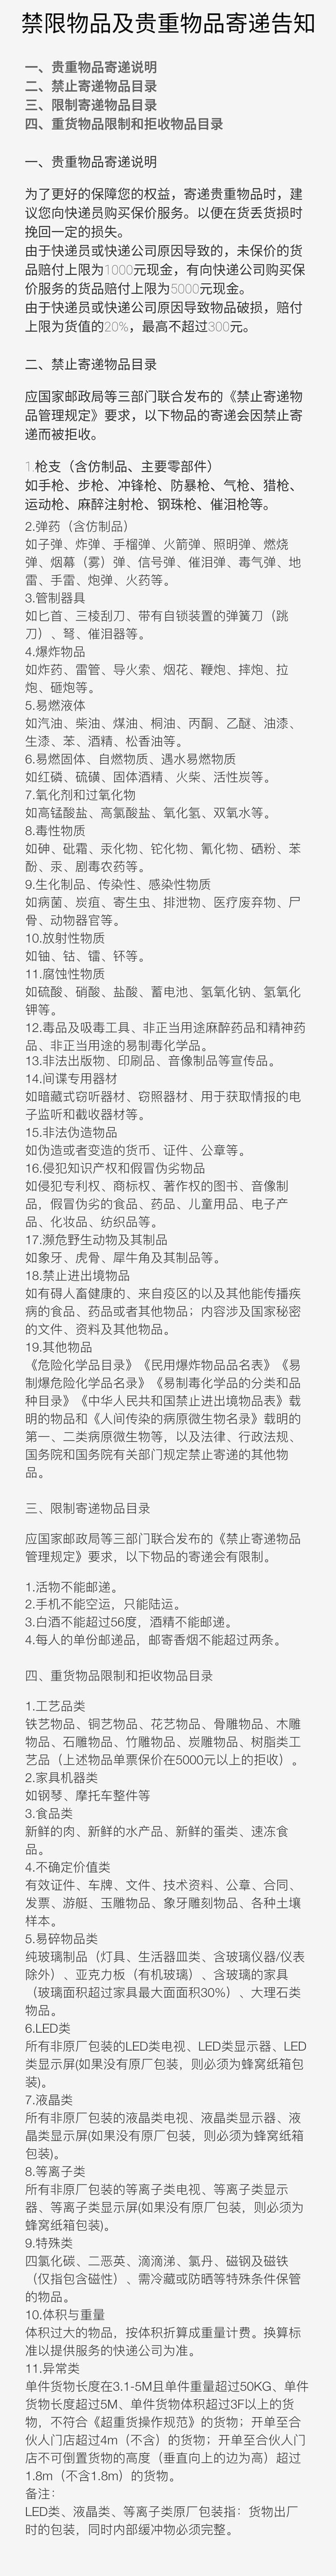 禁限物品及贵重物品寄递告知
一、贵重物品寄递说明
二、禁止寄递物品目录
三、限制寄递物品目录
四、重货物品限制和拒收物品目录
一、贵重物品寄递说明
为了更好的保障您的权益，寄递贵重物品时，建
议您向快递员购买保价服务。以便在货丢货损时
挽回一定的损失。
由于快递员或快递公司原因导致的，未保价的货
品赔付上限为1000元现金，有向快递公司购买保
价服务的货品赔付上限为5000元现金。
由于快递员或快递公司原因导致物品破损，赔付
上限为货值的20%，最高不超过300元。
二、禁止寄递物品目录
应国家邮政局等三部门联合发布的《禁止寄递物
品管理规定》要求，以下物品的寄递会因禁止寄
递而被拒收。
1.枪支（含仿制品、主要零部件）
如手枪、步枪、冲锋枪、防暴枪、气枪、猎枪、
运动枪、麻醉注射枪、钢珠枪、催泪枪等。
2.弹药（含仿制品）
如子弹、炸弹、手榴弹、火箭弹、照明弹、燃烧
弹、烟幕（雾）弹、信号弹、催泪弹、毒气弹、地
雷、手雷、炮弹、火药等。
3.管制器具
如匕首、三棱刮刀、带有自锁装置的弹簧刀（跳
刀）、弩、催泪器等。
4.爆炸物品
如炸药、雷管、导火索、烟花、鞭炮、摔炮、拉
炮、砸炮等。
5.易燃液体
如汽油、柴油、煤油、桐油、丙酮、乙醚、油漆、
生漆、苯、酒精、松香油等。
6.易燃固体、自燃物质、遇水易燃物质
如红磷、硫磺、固体酒精、火柴、活性炭等。
7.氧化剂和过氧化物
如高锰酸盐、高氯酸盐、氧化氢、双氧水等。
8.毒性物质
如砷、砒霜、汞化物、铊化物、氰化物、硒粉、苯
酚、汞、剧毒农药等。
9.生化制品、传染性、感染性物质
如病菌、炭疽、寄生虫、排泄物、医疗废弃物、尸
骨、动物器官等。
10.放射性物质
如铀、钴、镭、钚等。
11.腐蚀性物质
如硫酸、硝酸、盐酸、蓄电池、氢氧化钠、氢氧化
钾等。
12.毒品及吸毒工具、非正当用途麻醉药品和精神药
品、非正当用途的易制毒化学品。
13.非法出版物、印刷品、音像制品等宣传品。
14.间谍专用器材
如暗藏式窃听器材、窃照器材、用于获取情报的电
子监听和截收器材等。
15.非法伪造物品
如伪造或者变造的货币、证件、公章等。
16.侵犯知识产权和假冒伪劣物品
如侵犯专利权、商标权、著作权的图书、音像制
品，假冒伪劣的食品、药品、儿童用品、电子产
品、化妆品、纺织品等。
17.濒危野生动物及其制品
如象牙、虎骨、犀牛角及其制品等。
18.禁止进出境物品
如有碍人畜健康的、来自疫区的以及其他能传播疾
病的食品、药品或者其他物品；内容涉及国家秘密
的文件、资料及其他物品。
19.其他物品
《危险化学品目录》《民用爆炸物品品名表》《易
制爆危险化学品名录》《易制毒化学品的分类和品
种目录》《中华人民共和国禁止进出境物品表》载
明的物品和《人间传染的病原微生物名录》载明的
第一、二类病原微生物等，以及法律、行政法规、
国务院和国务院有关部门规定禁止寄递的其他物
品。
三、限制寄递物品目录
应国家邮政局等三部门联合发布的《禁止寄递物品
管理规定》要求，以下物品的寄递会有限制。
1.活物不能邮递。
2.手机不能空运，只能陆运。
3.白酒不能超过56度，酒精不能邮递。
4.每人的单份邮递品，邮寄香烟不能超过两条。
四、重货物品限制和拒收物品目录
1.工艺品类
铁艺物品、铜艺物品、花艺物品、骨雕物品、木雕
物品、石雕物品、竹雕物品、炭雕物品、树脂类工
艺品（上述物品单票保价在5000元以上的拒收）。
2.家具机器类
如钢琴、摩托车整件等
3.食品类
新鲜的肉、新鲜的水产品、新鲜的蛋类、速冻食
品。
4.不确定价值类
有效证件、车牌、文件、技术资料、公章、合同、
发票、游艇、玉雕物品、象牙雕刻物品、各种土壤
样本。
5.易碎物品类
纯玻璃制品（灯具、生活器皿类、含玻璃仪器/仪表
除外）、亚克力板（有机玻璃）、含玻璃的家具
（玻璃面积超过家具最大面面积30%）、大理石类
物品。
6.LED类
所有非原厂包装的LED类电视、LED类显示器、LED
类显示屏(如果没有原厂包装，则必须为蜂窝纸箱包
装)。
7.液晶类
所有非原厂包装的液晶类电视、液晶类显示器、液
晶类显示屏(如果没有原厂包装，则必须为蜂窝纸箱
包装)。
8.等离子类
所有非原厂包装的等离子类电视、等离子类显示
器、等离子类显示屏(如果没有原厂包装，则必须为
蜂窝纸箱包装)。
9.特殊类
四氯化碳、二恶英、滴滴涕、氯丹、磁钢及磁铁
（仅指包含磁性）、需冷藏或防晒等特殊条件保管
的物品。
10.体积与重量
体积过大的物品，按体积折算成重量计费。换算标
准以提供服务的快递公司为准。
11.异常类
单件货物长度在3.1-5M且单件重量超过50KG、单件
货物长度超过5M、单件货物体积超过3F以上的货
物，不符合《超重货操作规范》的货物；开单至合
伙人门店超过4m（不含）的货物；开单至合伙人门
店不可倒置货物的高度（垂直向上的边为高）超过
1.8m（不含1.8m）的货物。
备注：
LED类、液晶类、等离子类原厂包装指：货物出厂
时的包装，同时内部缓冲物必须完整。